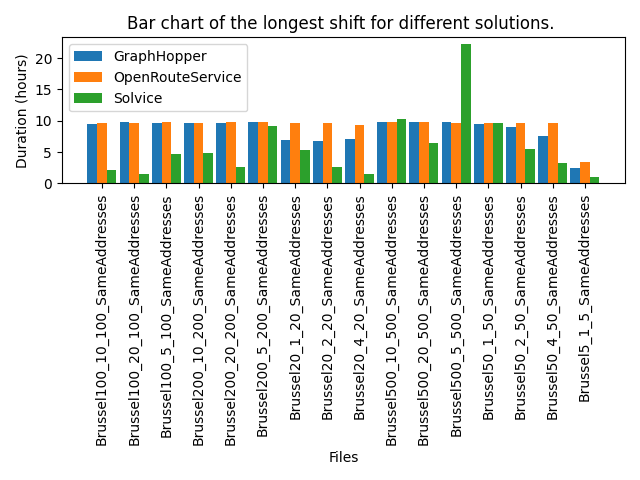 Bar chart of the longest shift for different solutions.
GraphHopper
OpenRouteService
Solvice
Duration (hours)
20
15
10
5
0
Brussel100_10_100_SameAddresses
Brussel100_20_100_SameAddresses
Brussel100_5_100_SameAddresses
Brussel200_10_200_SameAddresses
Brussel200_20_200_SameAddresses
Brussel200_5_200_SameAddresses
Brussel20_1_20_SameAddresses
Brussel20_2_20_SameAddresses
Brussel20_4_20_SameAddresses
Brussel500_10_500_SameAddresses
Brussel500_20_500_SameAddresses
Brussel500_5_500_SameAddresses
Brussel50_1_50_SameAddresses
Brussel50_2_50_SameAddresses
Brussel50_4_50_SameAddresses
Brussel5_1_5_SameAddresses
Files